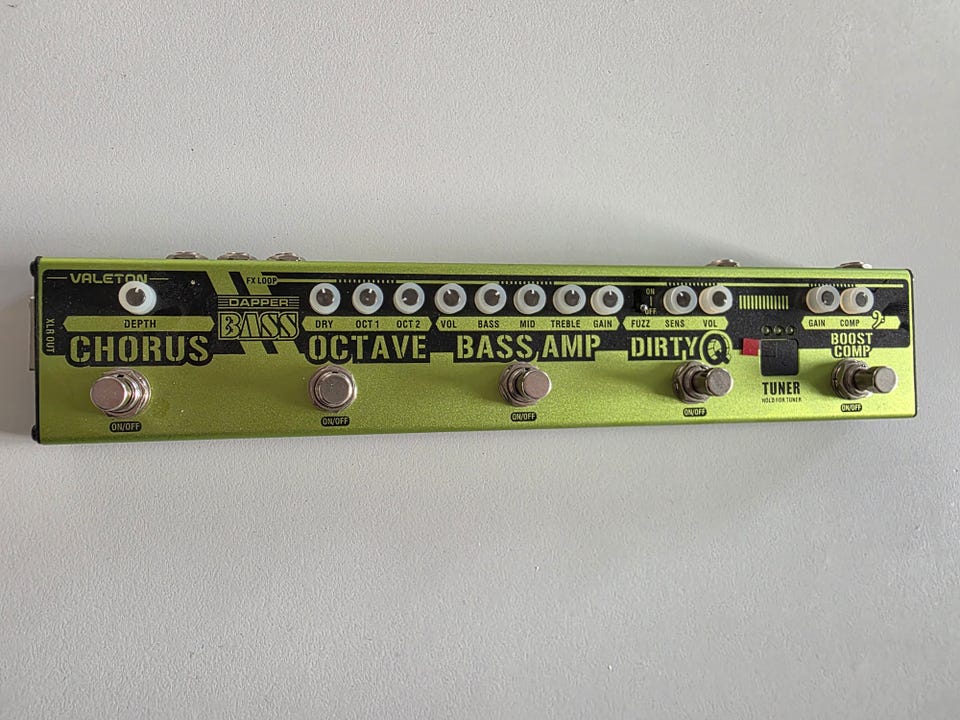 VALETON
DEPTH
XLR OUT
CHORUS
ON/OFF
FX LOOP
DAPPER
BASS
DRY OCT 1 OCT 2
OCTAVE
ON/OFF
VOL BASS MID TREBLE GAIN
BASS AMP
ON/OFF
ON
OFF
FUZZ SENS VOL
DIRTY Q
ON/OFF
TUNER
HOLD FOR TUNER
GAIN COMP
BOOST
COMP
ON/OFF